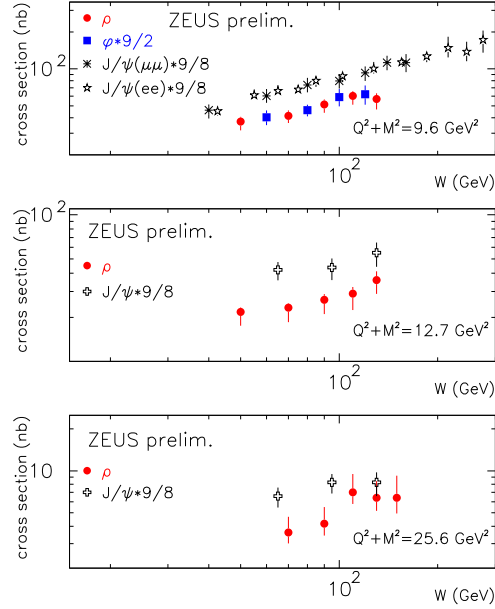 ZEUS prelim.
ρ
φ*9/2
J/ψ(μμ)*9/8
J/ψ(ee)*9/8
10²
cross section (nb)
Q²+M²=9.6 GeV²
10²
W (GeV)
10²
ZEUS prelim.
ρ
J/ψ*9/8
cross section (nb)
Q²+M²=12.7 GeV²
10²
W (GeV)
ZEUS prelim.
ρ
10
J/ψ*9/8
cross section (nb)
Q²+M²=25.6 GeV²
10²
W (GeV)